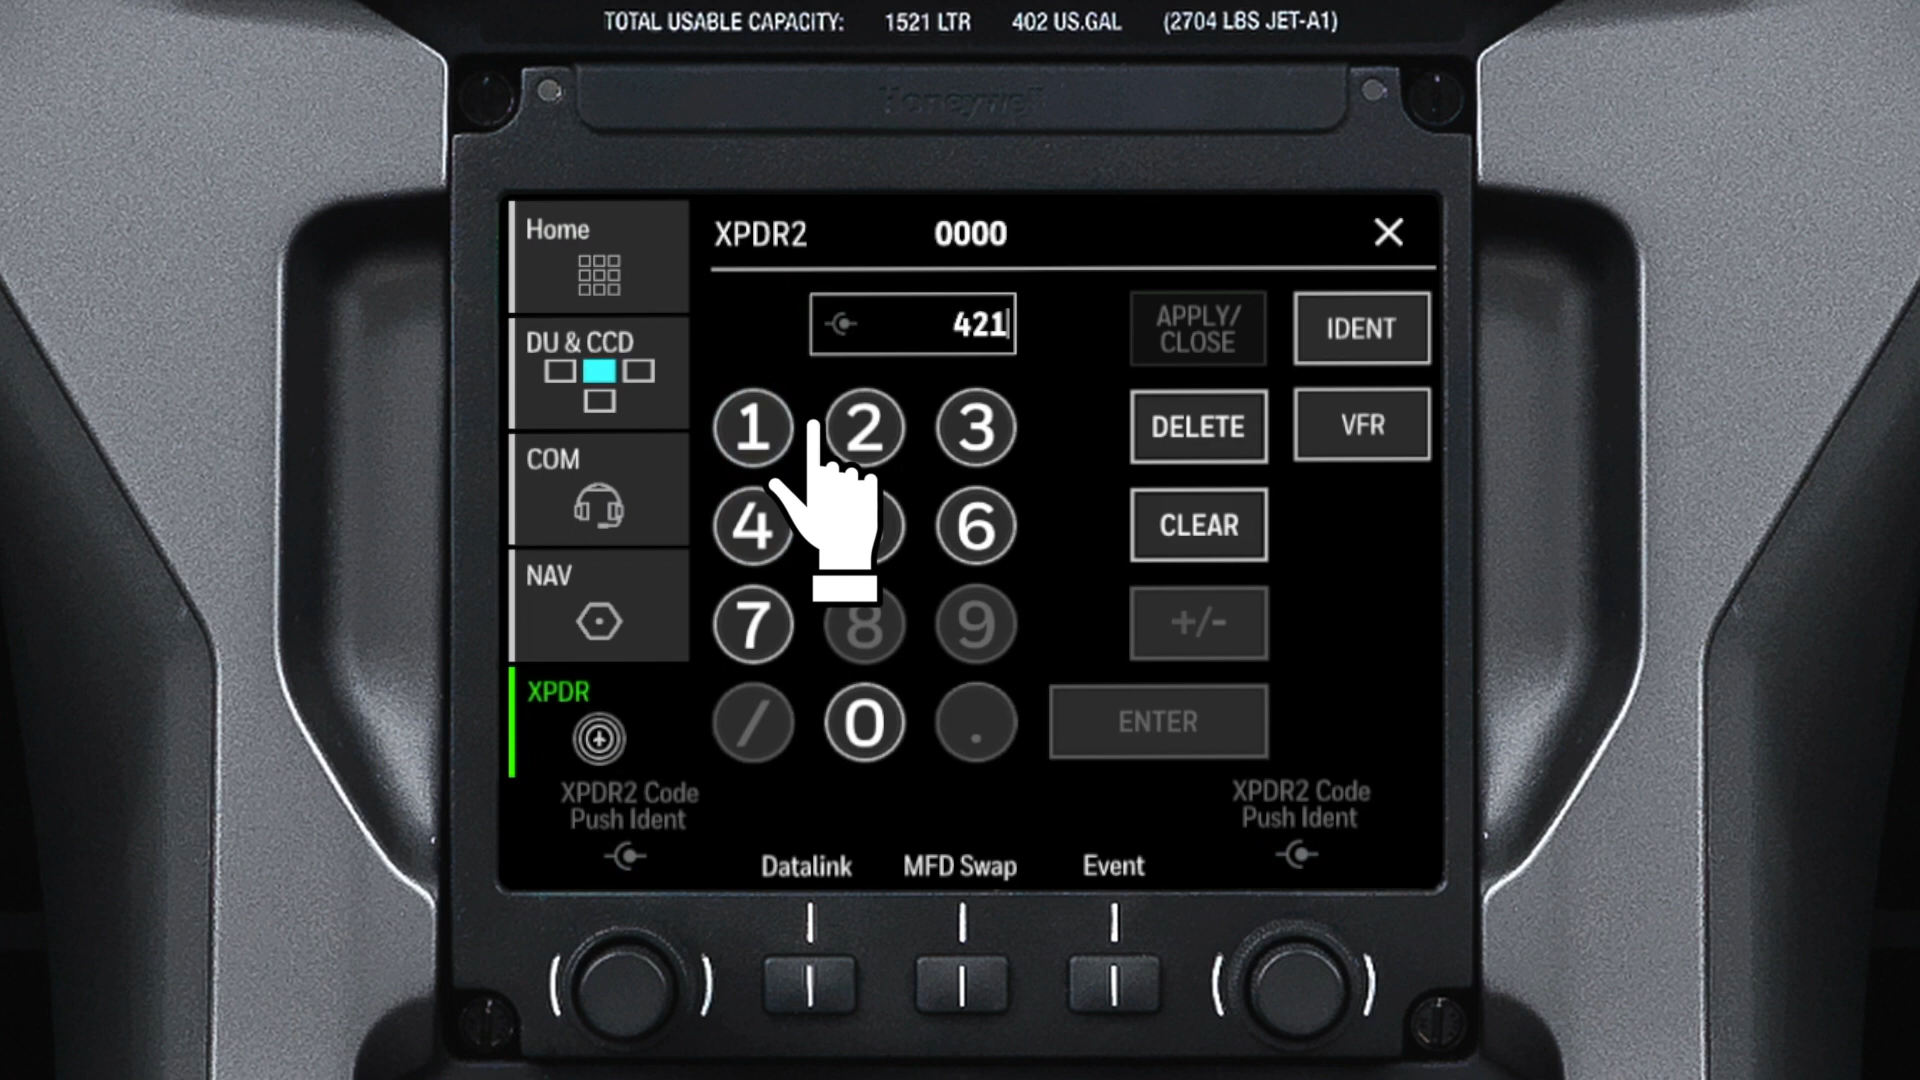 TOTAL USABLE CAPACITY: 1521 LTR 402 US.GAL (2704 LBS JET-A1)
Honeywell
Home
XPDR2 0000
DU & CCD
421
APPLY/
CLOSE
IDENT
1 2 3
DELETE
VFR
COM
4 6
CLEAR
NAV
7 8 9
+/-
XPDR
/ 0 .
ENTER
XPDR2 Code
Push Ident
XPDR2 Code
Push Ident
Datalink MFD Swap Event